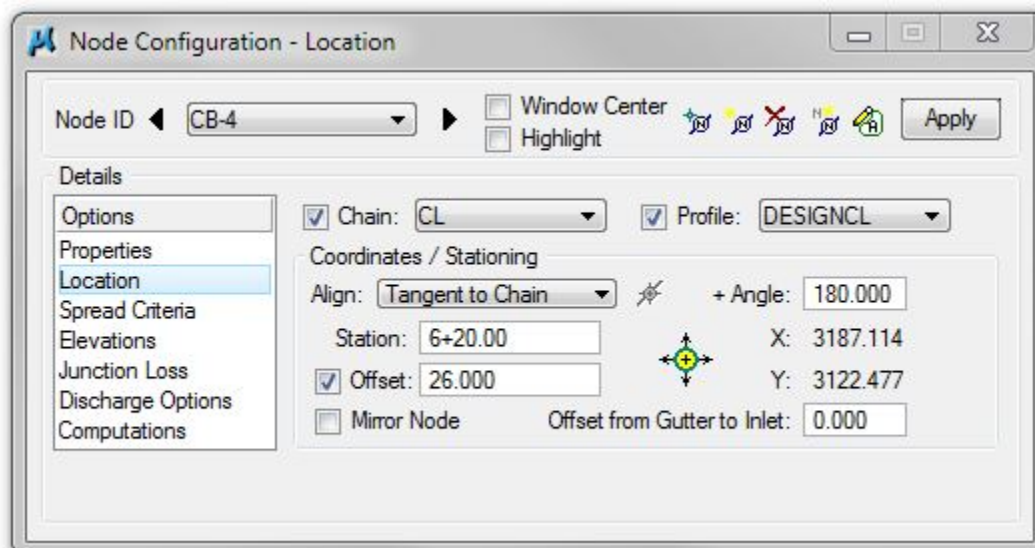 Node Configuration - Location
Node ID CB-4 Window Center Apply
Highlight
Details
Options Chain: CL Profile: DESIGNCL
Properties Coordinates / Stationing
Location Align: Tangent to Chain + Angle: 180.000
Spread Criteria
Elevations Station: 6+20.00 X: 3187.114
Junction Loss Offset: 26.000 Y: 3122.477
Discharge Options
Computations Mirror Node Offset from Gutter to Inlet: 0.000